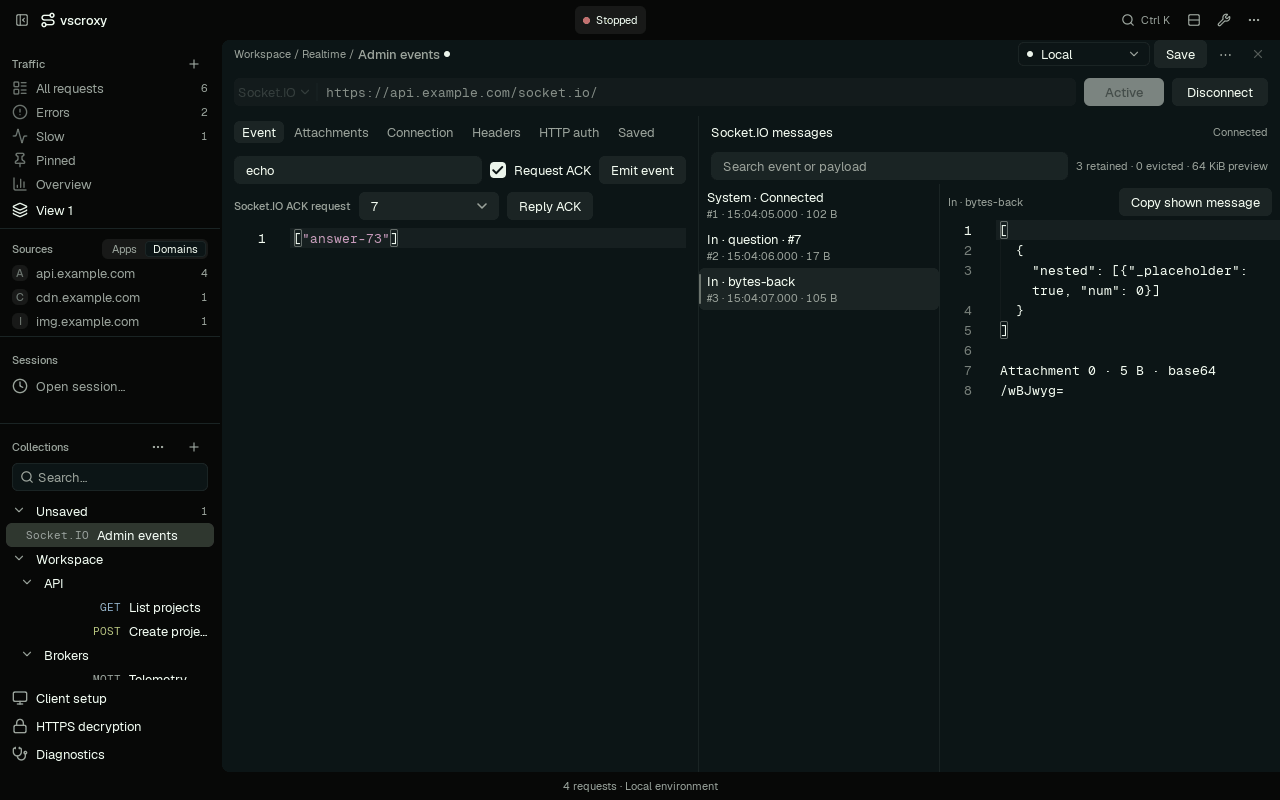 vscroxy
Stopped
Ctrl K
Traffic
All requests 6
Errors 2
Slow 1
Pinned
Overview
View 1
Sources Apps Domains
A api.example.com 4
C cdn.example.com 1
I img.example.com 1
Sessions
Open session…
Collections
Search…
Unsaved 1
Socket.IO Admin events
Workspace
API
GET List projects
POST Create proje…
Brokers
MQTT Telemetry
Client setup
HTTPS decryption
Diagnostics
Workspace / Realtime / Admin events
Local
Save
Socket.IO https://api.example.com/socket.io/
Active
Disconnect
Event Attachments Connection Headers HTTP auth Saved
echo
Request ACK
Emit event
Socket.IO ACK request 7
Reply ACK
1 ["answer-73"]
Socket.IO messages
Connected
Search event or payload
3 retained · 0 evicted · 64 KiB preview
System · Connected
#1 · 15:04:05.000 · 102 B
In · question · #7
#2 · 15:04:06.000 · 17 B
In · bytes-back
#3 · 15:04:07.000 · 105 B
In · bytes-back
Copy shown message
1 [
2 {
3 "nested": [{"_placeholder":
true, "num": 0}]
4 }
5 ]
6
7 Attachment 0 · 5 B · base64
8 /wBJwyg=
4 requests · Local environment